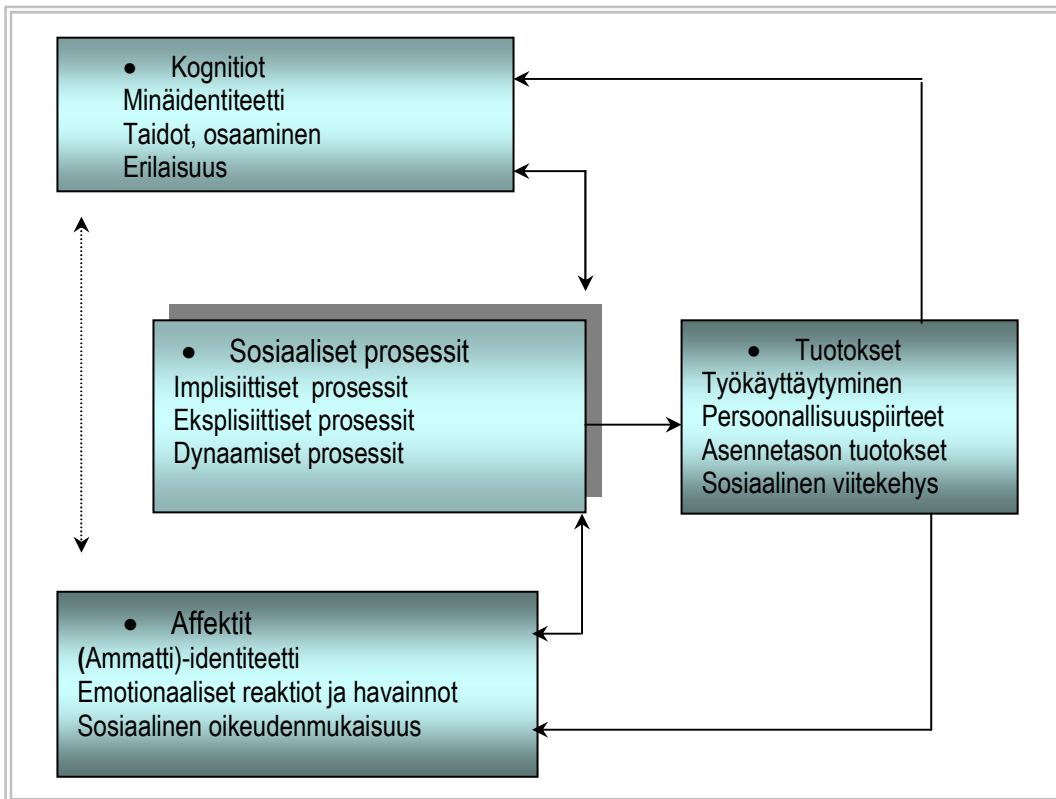 • Kognitiot
Minäidentiteetti
Taidot, osaaminen
Erilaisuus
• Sosiaaliset prosessit
Implisiittiset prosessit
Eksplisiittiset prosessit
Dynaamiset prosessit
• Tuotokset
Työkäyttäytyminen
Persoonallisuuspiirteet
Asennetason tuotokset
Sosiaalinen viitekehys
• Affektit
(Ammatti)-identiteetti
Emotionaaliset reaktiot ja havainnot
Sosiaalinen oikeudenmukaisuus